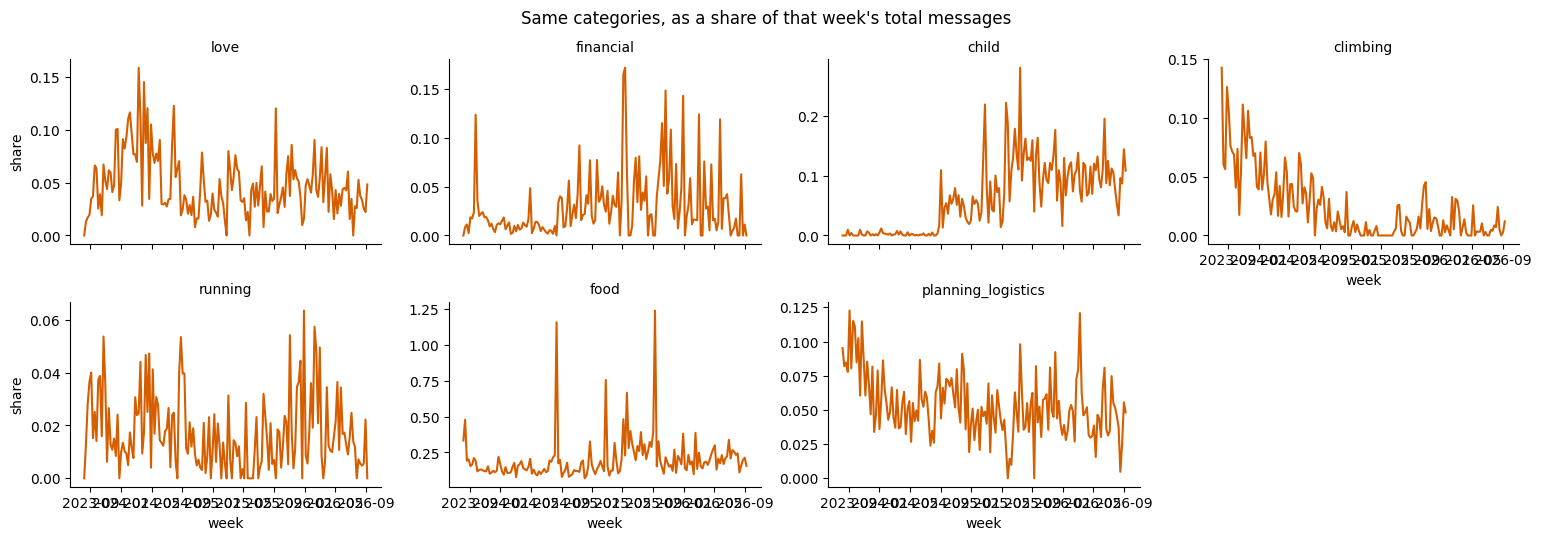 Same categories, as a share of that week's total messages
love
financial
child
climbing
share
0.15
0.10
0.05
0.00
0.15
0.10
0.05
0.00
0.2
0.1
0.0
0.15
0.10
0.05
0.00
week
running
food
planning_logistics
share
0.06
0.04
0.02
0.00
week
1.25
1.00
0.75
0.50
0.25
week
0.125
0.100
0.075
0.050
0.025
0.000
week